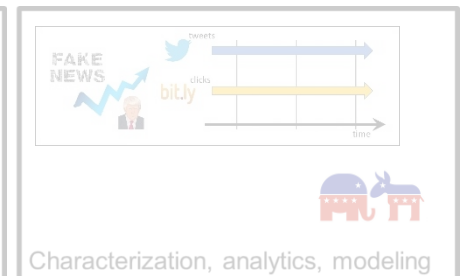 tweets
FAKE
NEWS
clicks
bit.ly
time
Characterization, analytics, modeling